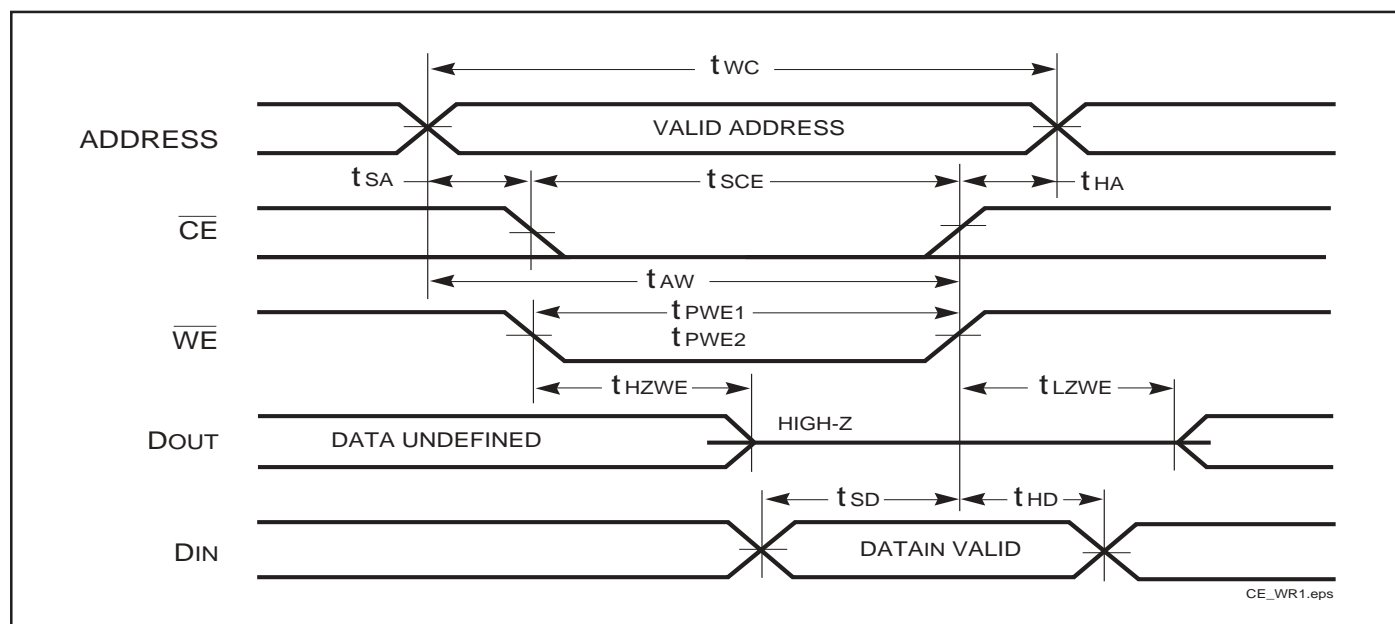 tWC
ADDRESS
VALID ADDRESS
tSA
tSCE
tHA
CE
tAW
WE
tPWE1
tPWE2
tHZWE
tLZWE
DOUT
DATA UNDEFINED
HIGH-Z
tSD
tHD
DIN
DATAIN VALID
CE_WR1.eps